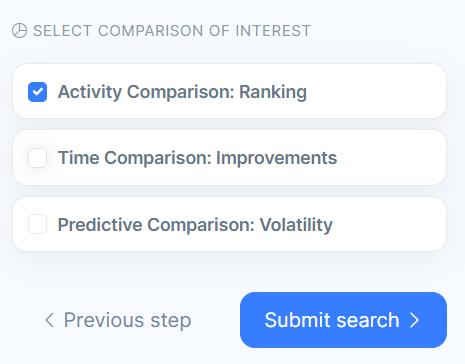 SELECT COMPARISON OF INTEREST
Activity Comparison: Ranking
Time Comparison: Improvements
Predictive Comparison: Volatility
Previous step
Submit search